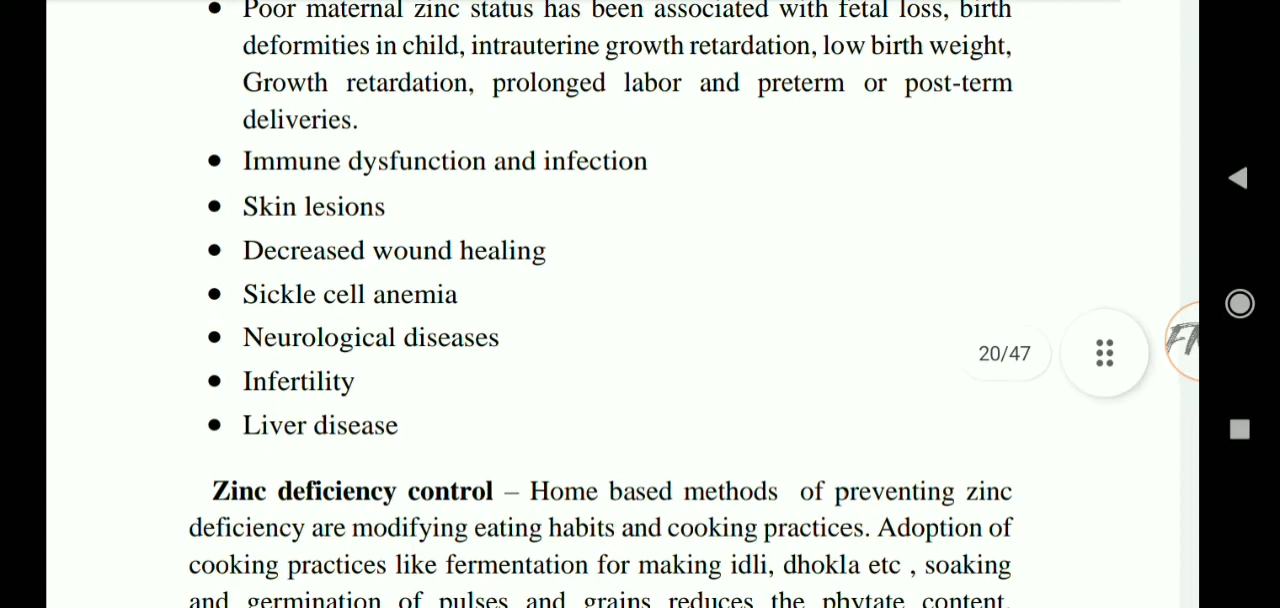 ● Poor maternal zinc status has been associated with fetal loss, birth
deformities in child, intrauterine growth retardation, low birth weight,
Growth retardation, prolonged labor and preterm or post-term
deliveries.
● Immune dysfunction and infection
● Skin lesions
● Decreased wound healing
● Sickle cell anemia
● Neurological diseases
● Infertility
● Liver disease
20/47
Zinc deficiency control – Home based methods of preventing zinc
deficiency are modifying eating habits and cooking practices. Adoption of
cooking practices like fermentation for making idli, dhokla etc , soaking
and germination of pulses and grains reduces the phytate content.